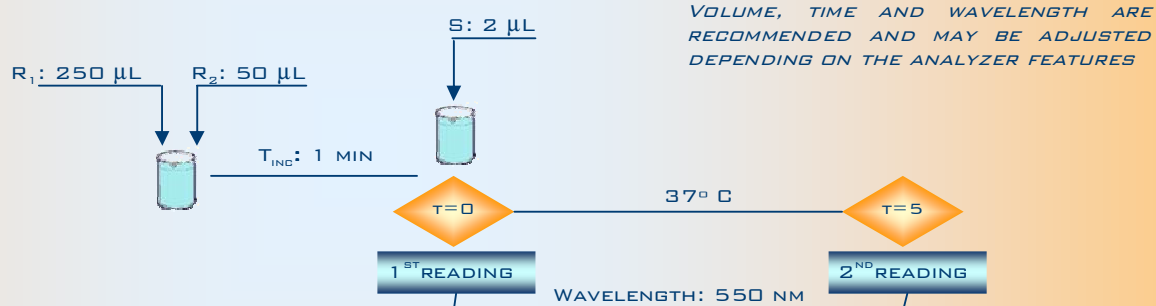 S: 2 µL
VOLUME, TIME AND WAVELENGTH ARE
RECOMMENDED AND MAY BE ADJUSTED
DEPENDING ON THE ANALYZER FEATURES
R₁: 250 µL
R₂: 50 µL
TINC: 1 MIN
T=0
37º C
T=5
1ST READING
2ND READING
WAVELENGTH: 550 NM